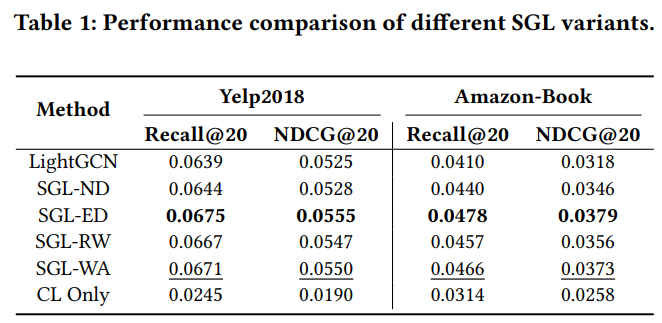 Table 1: Performance comparison of different SGL variants.
Method Yelp2018 Amazon-Book
Recall@20 NDCG@20 Recall@20 NDCG@20
LightGCN 0.0639 0.0525 0.0410 0.0318
SGL-ND 0.0644 0.0528 0.0440 0.0346
SGL-ED 0.0675 0.0555 0.0478 0.0379
SGL-RW 0.0667 0.0547 0.0457 0.0356
SGL-WA 0.0671 0.0550 0.0466 0.0373
CL Only 0.0245 0.0190 0.0314 0.0258